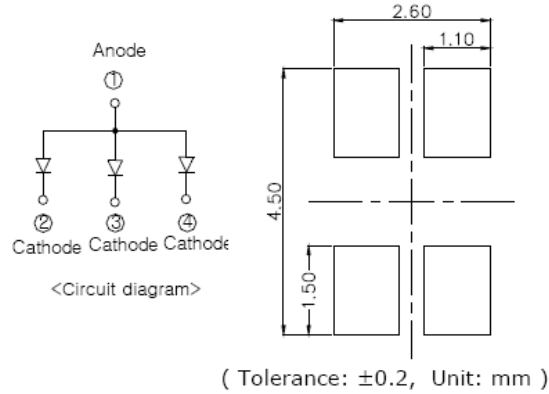 Anode
①
② ③ ④
Cathode Cathode Cathode
<Circuit diagram>
2.60
1.10
4.50
1.50
( Tolerance: ±0.2, Unit: mm )